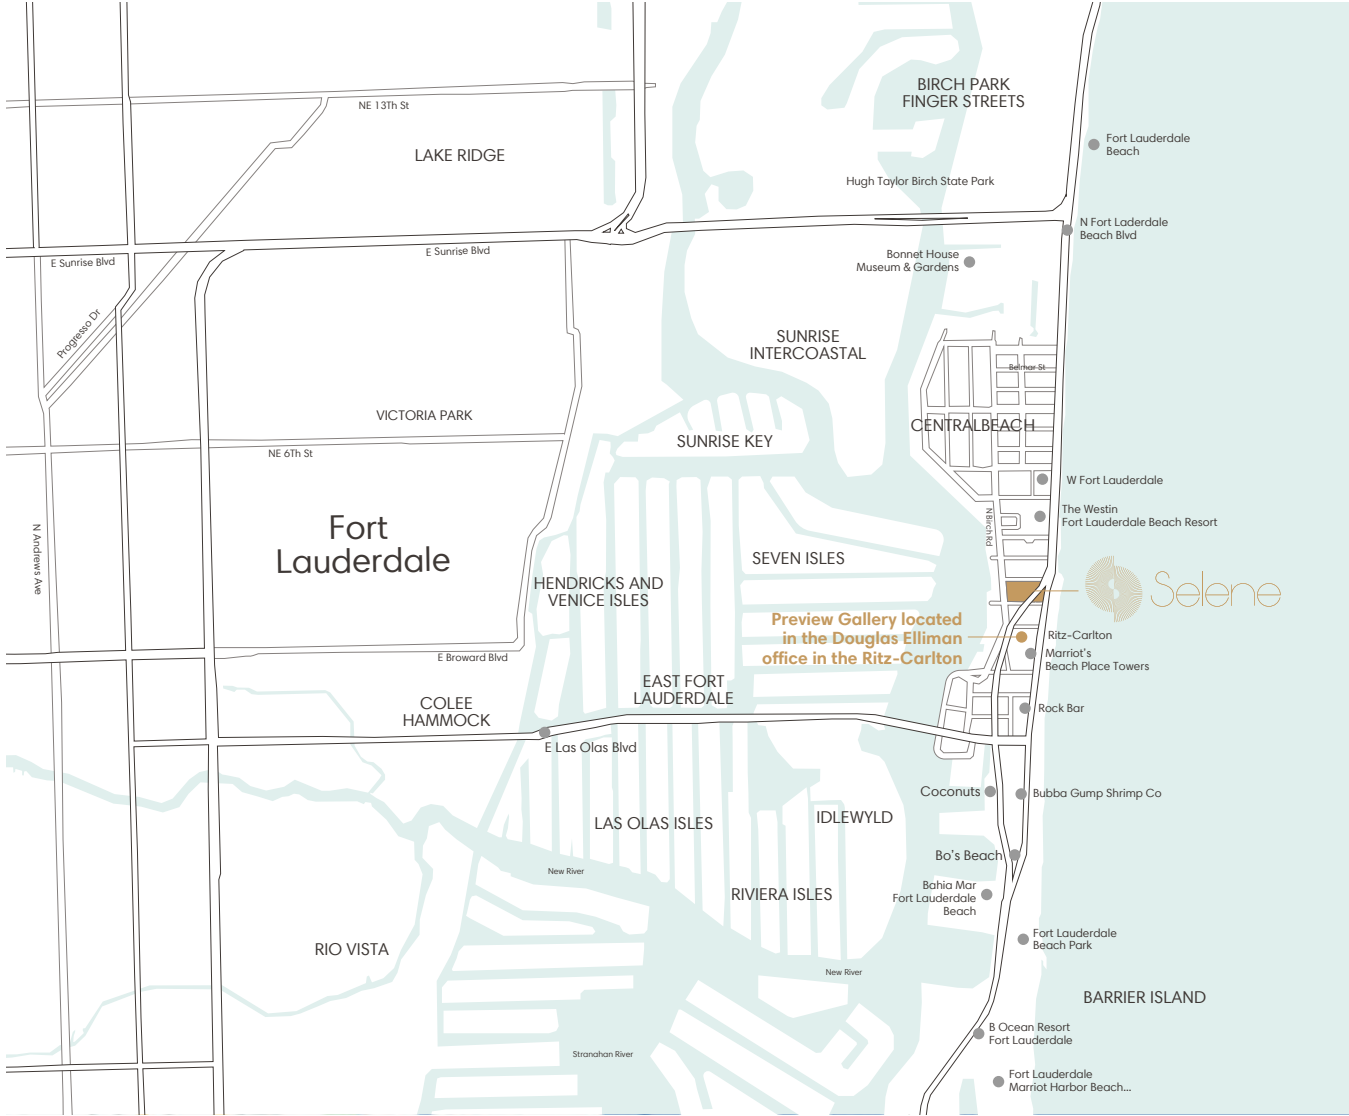 BIRCH PARK
FINGER STREETS
NE 13Th St
Fort Lauderdale
Beach
LAKE RIDGE
Hugh Taylor Birch State Park
N Fort Laderdale
Beach Blvd
E Sunrise Blvd
E Sunrise Blvd
Bonnet House
Museum & Gardens
Progresso Dr
SUNRISE
INTERCOASTAL
Belmar St
VICTORIA PARK
CENTRALBEACH
SUNRISE KEY
NE 6Th St
W Fort Lauderdale
The Westin
Fort Lauderdale Beach Resort
N Birch Rd
N Andrews Ave
Fort
Lauderdale
SEVEN ISLES
HENDRICKS AND
VENICE ISLES
Selene
Preview Gallery located
in the Douglas Elliman
office in the Ritz-Carlton
Ritz-Carlton
Marriot's
Beach Place Towers
E Broward Blvd
EAST FORT
LAUDERDALE
COLEE
HAMMOCK
Rock Bar
E Las Olas Blvd
Coconuts
Bubba Gump Shrimp Co
LAS OLAS ISLES
IDLEWYLD
Bo's Beach
New River
RIVIERA ISLES
Bahia Mar
Fort Lauderdale
Beach
RIO VISTA
Fort Lauderdale
Beach Park
New River
BARRIER ISLAND
B Ocean Resort
Fort Lauderdale
Stranahan River
Fort Lauderdale
Marriot Harbor Beach...